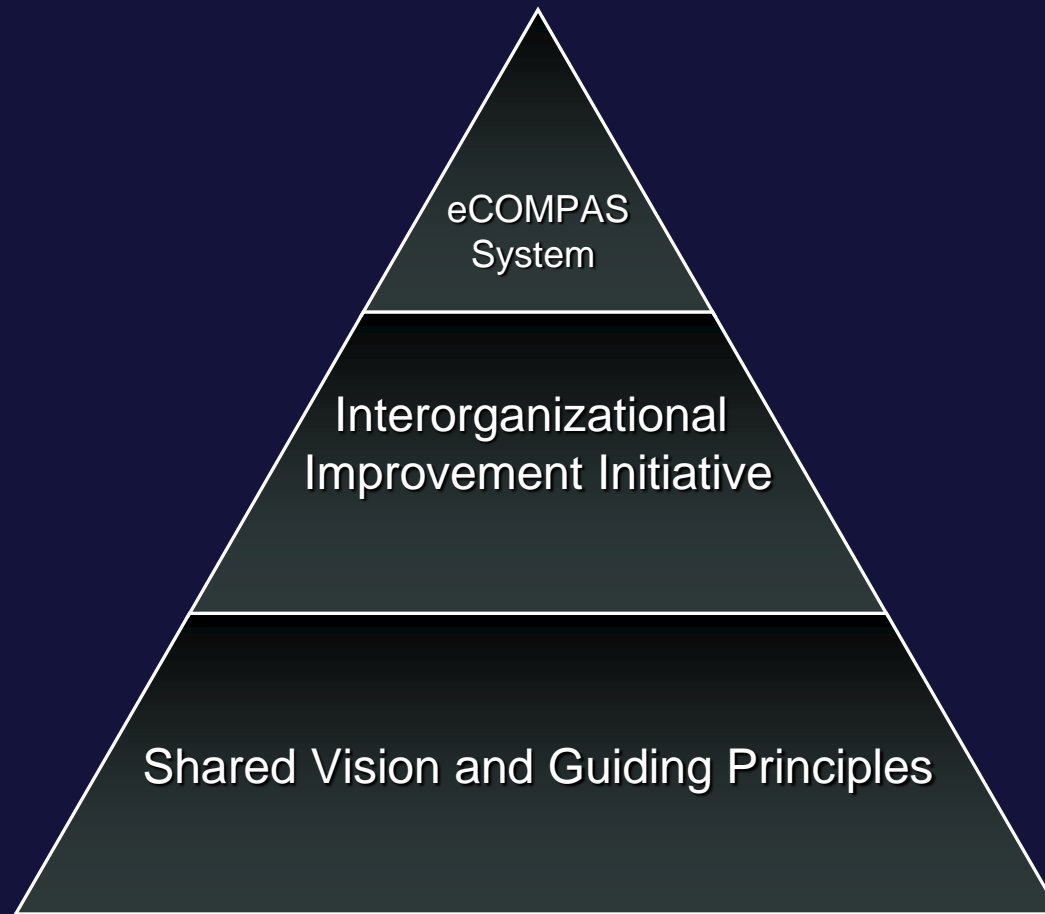 eCOMPAS
System
Interorganizational
Improvement Initiative
Shared Vision and Guiding Principles